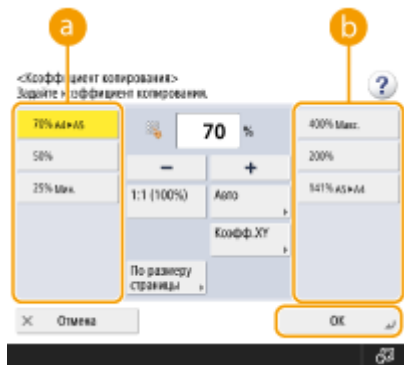 a
b
<Коэффициент копирования>
Задайте коэффициент копирования.
?
70% A4►A5
70 %
400% Макс.
50%
−
+
200%
25% Мин.
1:1 (100%)
Авто
141% A5►A4
Коэфф.XY
По размеру
страницы
× Отмена
OK